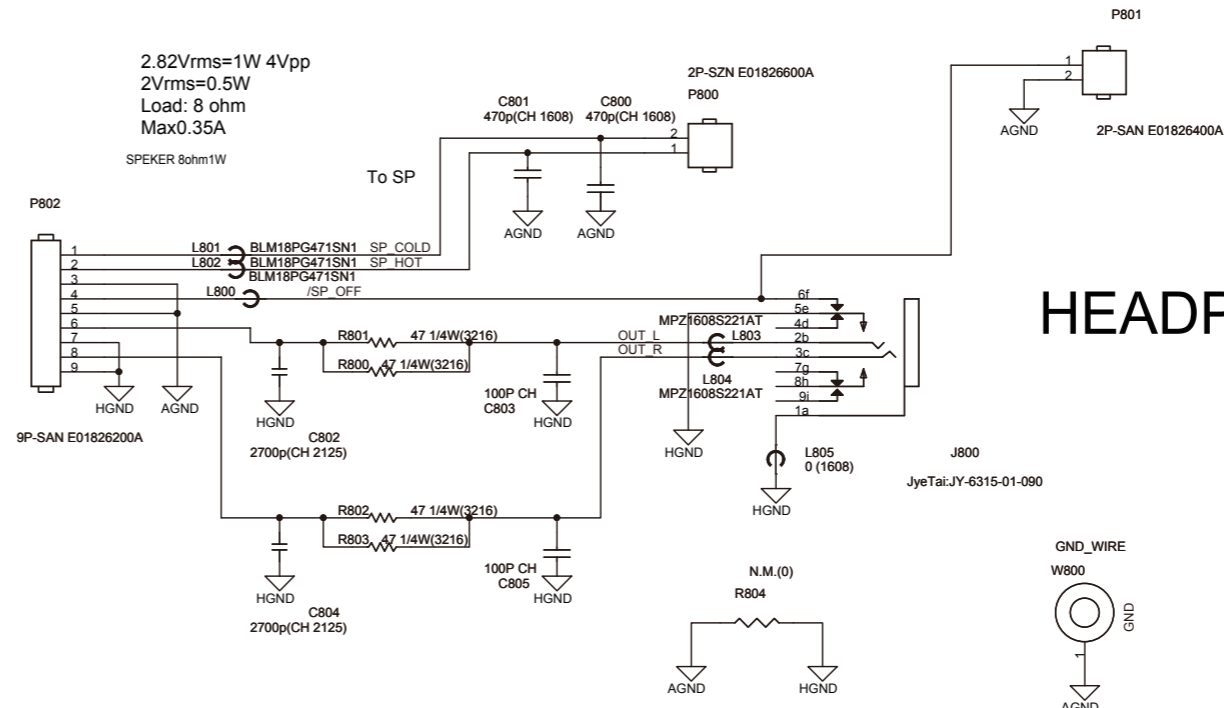 P801
2.82Vrms=1W 4Vpp
2Vrms=0.5W
Load: 8 ohm
Max0.35A
SPEKER 8ohm1W
2P-SZN E01826600A
P800
C801
470p(CH 1608)
C800
470p(CH 1608)
2
1
1
2
AGND
2P-SAN E01826400A
To SP
AGND
AGND
P802
1
2
3
4
5
6
7
8
9
L801
BLM18PG471SN1
SP_COLD
L802
BLM18PG471SN1
SP_HOT
BLM18PG471SN1
L800
/SP_OFF
HGND
AGND
9P-SAN E01826200A
R801
47 1/4W(3216)
R800
47 1/4W(3216)
HGND
C802
2700p(CH 2125)
100P CH
C803
HGND
OUT_L
OUT_R
MPZ1608S221AT
L803
L804
MPZ1608S221AT
6f
5e
4d
2b
3c
7g
8h
9i
1a
HEADP
HGND
L805
0 (1608)
HGND
J800
JyeTai:JY-6315-01-090
R802
47 1/4W(3216)
R803
47 1/4W(3216)
HGND
C804
2700p(CH 2125)
100P CH
C805
HGND
N.M.(0)
R804
AGND
HGND
GND_WIRE
W800
GND
1
AGND